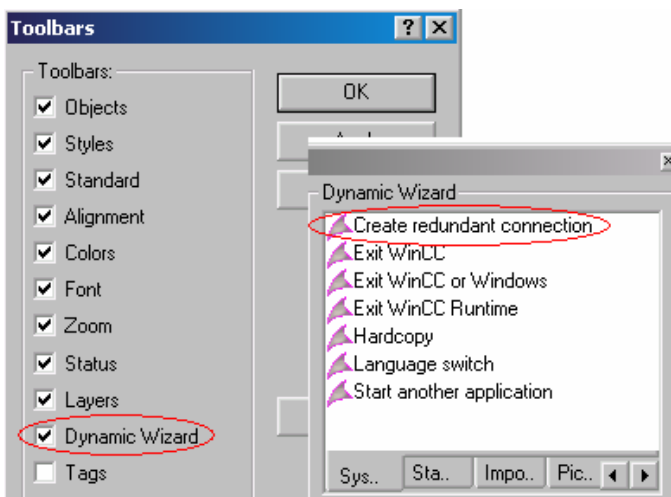 Toolbars
Toolbars:
Objects
Styles
Standard
Alignment
Colors
Font
Zoom
Status
Layers
Dynamic Wizard
Tags
OK
Dynamic Wizard
Create redundant connection
Exit WinCC
Exit WinCC or Windows
Exit WinCC Runtime
Hardcopy
Language switch
Start another application
Sys.. Sta.. Impo.. Pic..